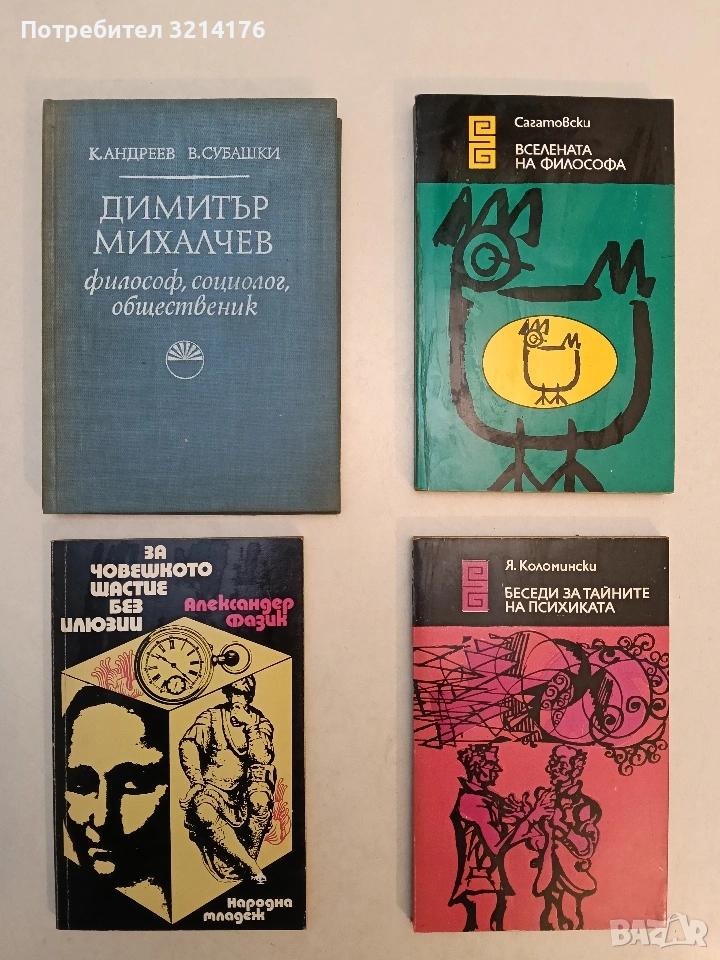 Потребител 3214176
К. АНДРЕЕВ В. СУБАШКИ
ДИМИТЪР
МИХАЛЧЕВ
философ, социолог,
общественик
Сагатовски
ВСЕЛЕНАТА
НА ФИЛОСОФА
ЗА
ЧОВЕШКОТО
ЩАСТИЕ
БЕЗ
ИЛЮЗИИ
Александер
Фазик
Народна
младеж
Я. Коломински
БЕСЕДИ ЗА ТАЙНИТЕ
НА ПСИХИКАТА
BAZAR